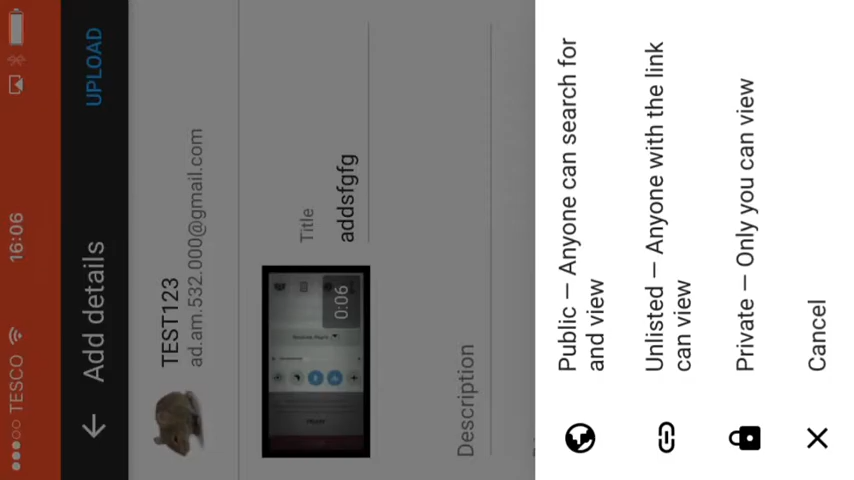 TESCO 16:06
Add details UPLOAD
TEST123
ad.am.532.000@gmail.com
Title
addsfgfg
0:06
Description
Public — Anyone can search for
and view
Unlisted — Anyone with the link
can view
Private — Only you can view
Cancel